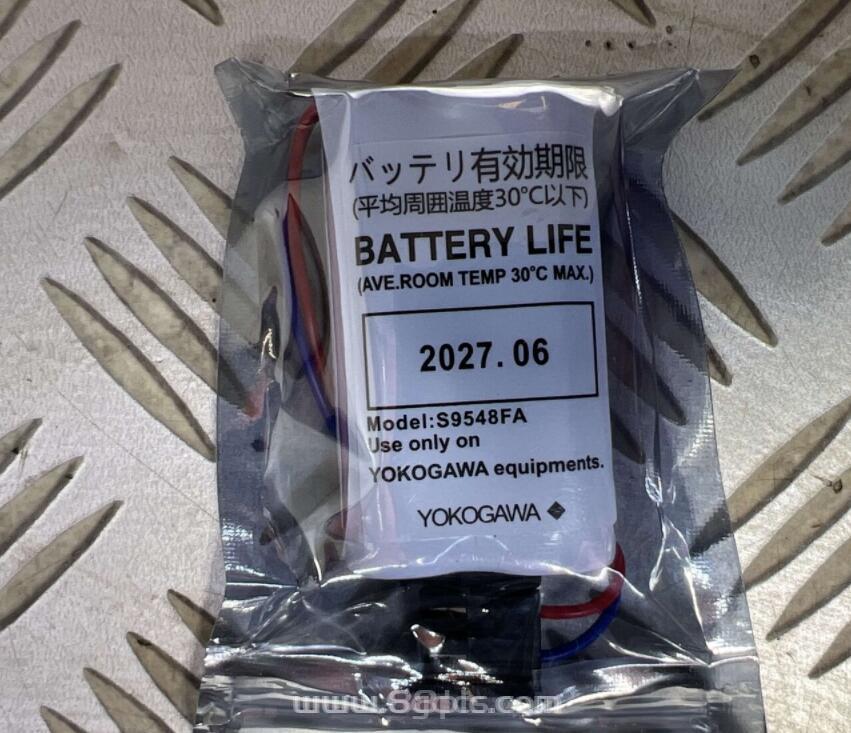 バッテリ有効期限
(平均周囲温度30℃以下)
BATTERY LIFE
(AVE.ROOM TEMP 30℃ MAX.)
2027.06
Model:S9548FA
Use only on
YOKOGAWA equipments.
YOKOGAWA